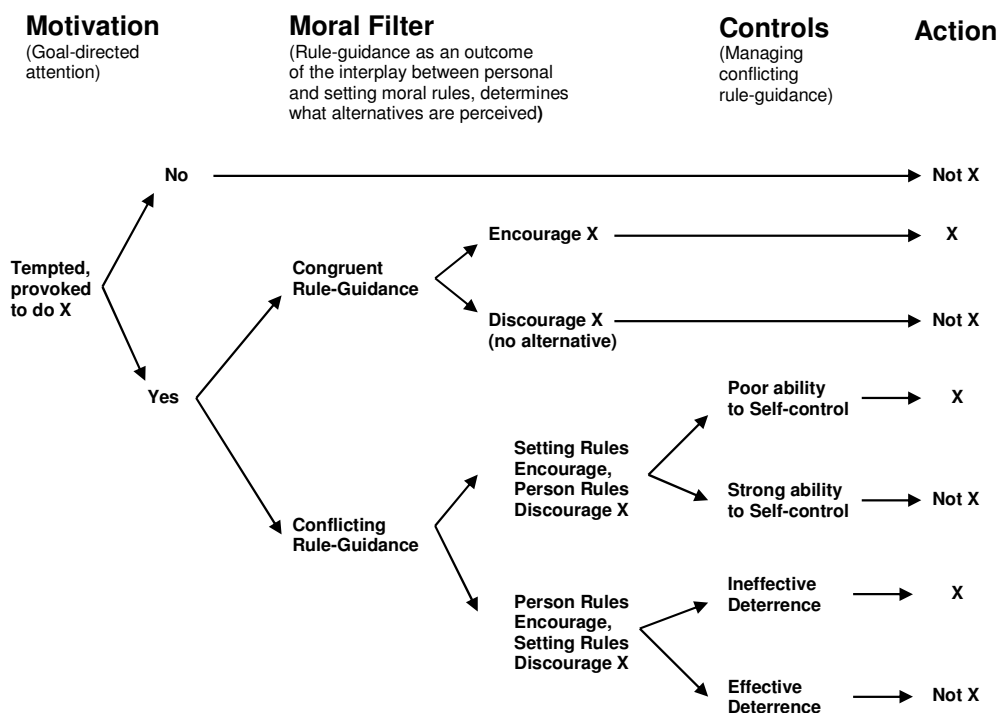 Motivation
(Goal-directed
attention)
Moral Filter
(Rule-guidance as an outcome
of the interplay between personal
and setting moral rules, determines
what alternatives are perceived)
Controls
(Managing
conflicting
rule-guidance)
Action
No
Not X
Tempted,
provoked
to do X
Yes
Congruent
Rule-Guidance
Encourage X
X
Discourage X
(no alternative)
Not X
Conflicting
Rule-Guidance
Setting Rules
Encourage,
Person Rules
Discourage X
Poor ability
to Self-control
X
Strong ability
to Self-control
Not X
Person Rules
Encourage,
Setting Rules
Discourage X
Ineffective
Deterrence
X
Effective
Deterrence
Not X